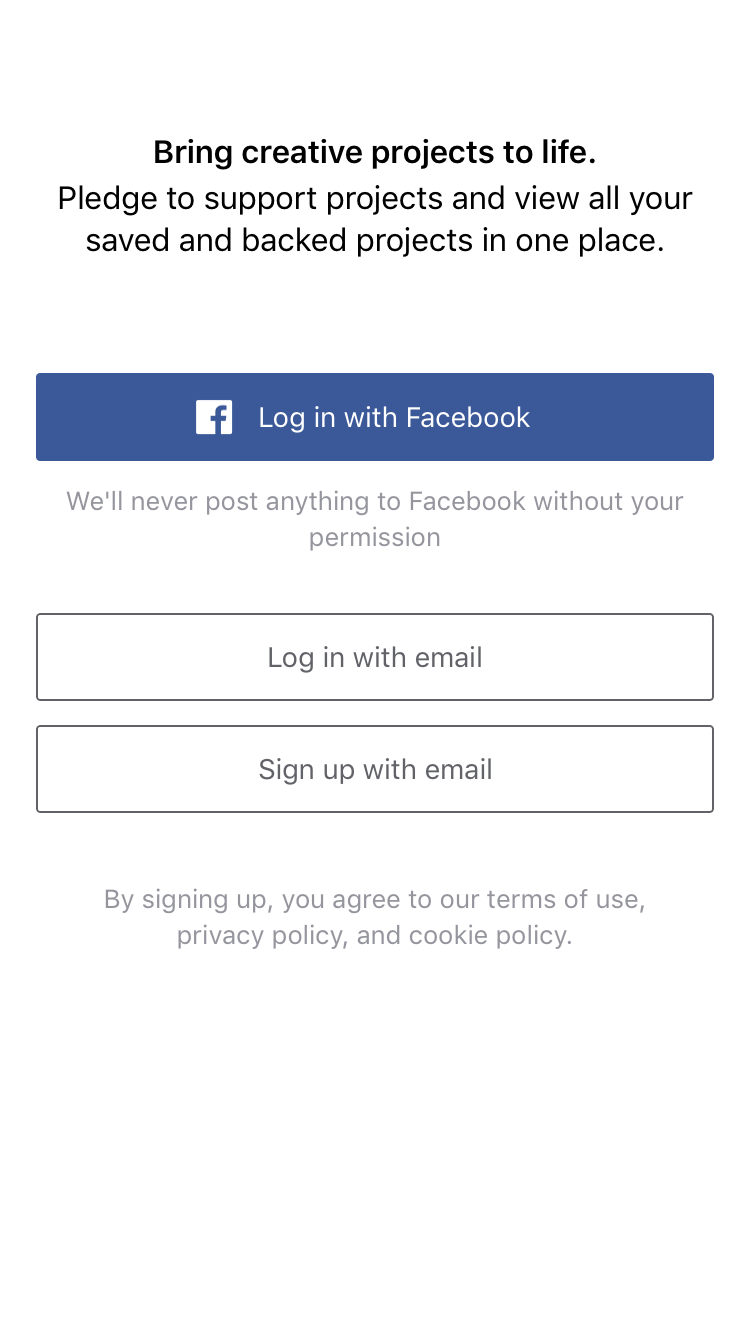 Bring creative projects to life.
Pledge to support projects and view all your
saved and backed projects in one place.
Log in with Facebook
We'll never post anything to Facebook without your
permission
Log in with email
Sign up with email
By signing up, you agree to our terms of use,
privacy policy, and cookie policy.